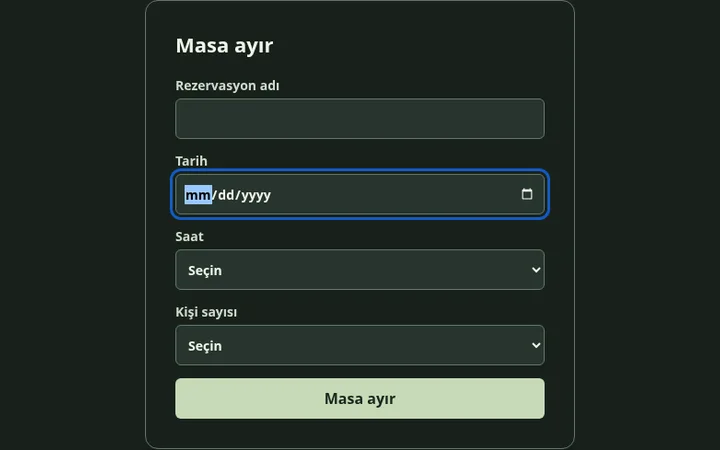 Masa ayır
Rezervasyon adı
Tarih
mm/dd/yyyy
Saat
Seçin
Kişi sayısı
Seçin
Masa ayır